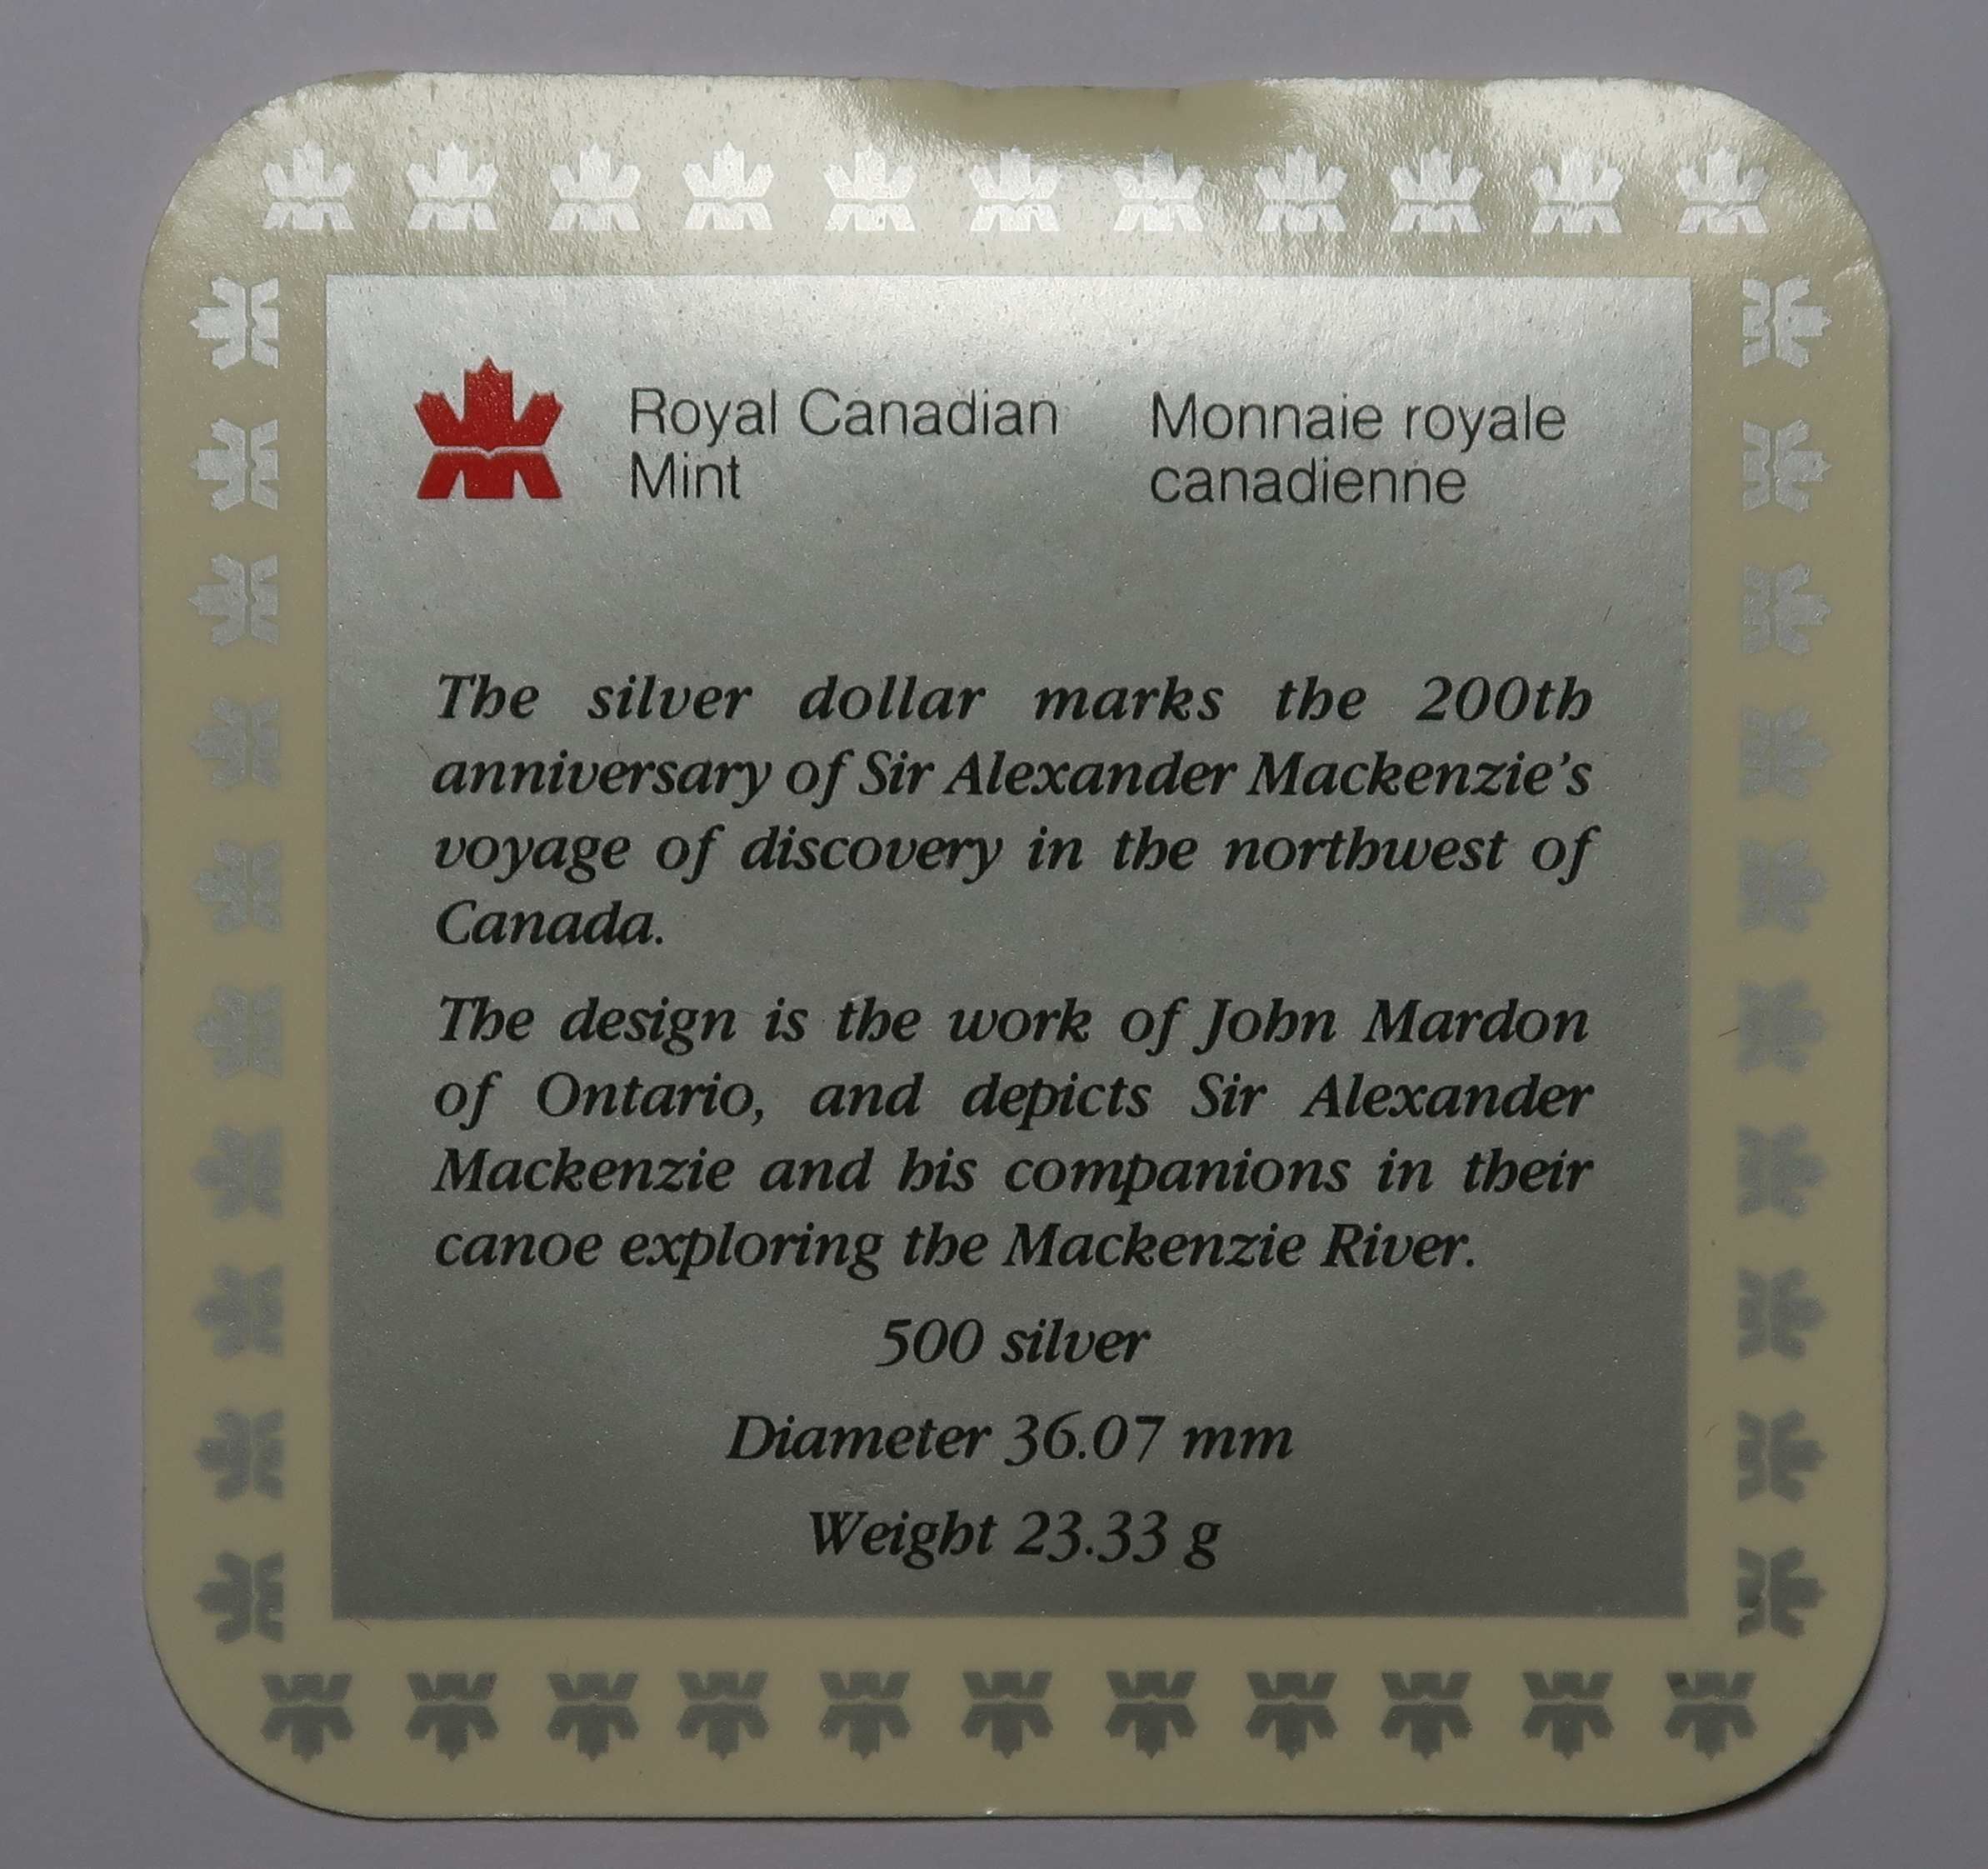 Royal Canadian
Mint
Monnaie royale
canadienne
The silver dollar marks the 200th
anniversary of Sir Alexander Mackenzie's
voyage of discovery in the northwest of
Canada.
The design is the work of John Mardon
of Ontario, and depicts Sir Alexander
Mackenzie and his companions in their
canoe exploring the Mackenzie River.
500 silver
Diameter 36.07 mm
Weight 23.33 g